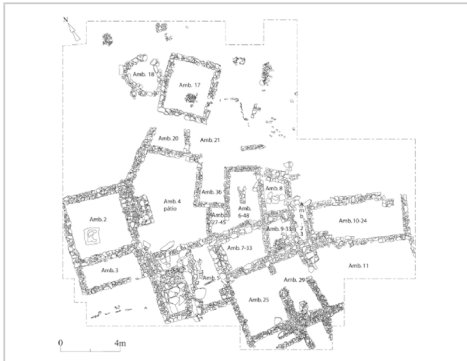 N
Amb. 18
Amb. 17
Amb. 20
Amb. 21
Amb. 4
pátio
Amb. 36
Amb. 8
Amb.
6-48
Amb. 2
Amb.
Amb. 10-24
Amb. 7-33
Amb. 3
Amb. 11
Amb. 29
Amb. 25
0 4m